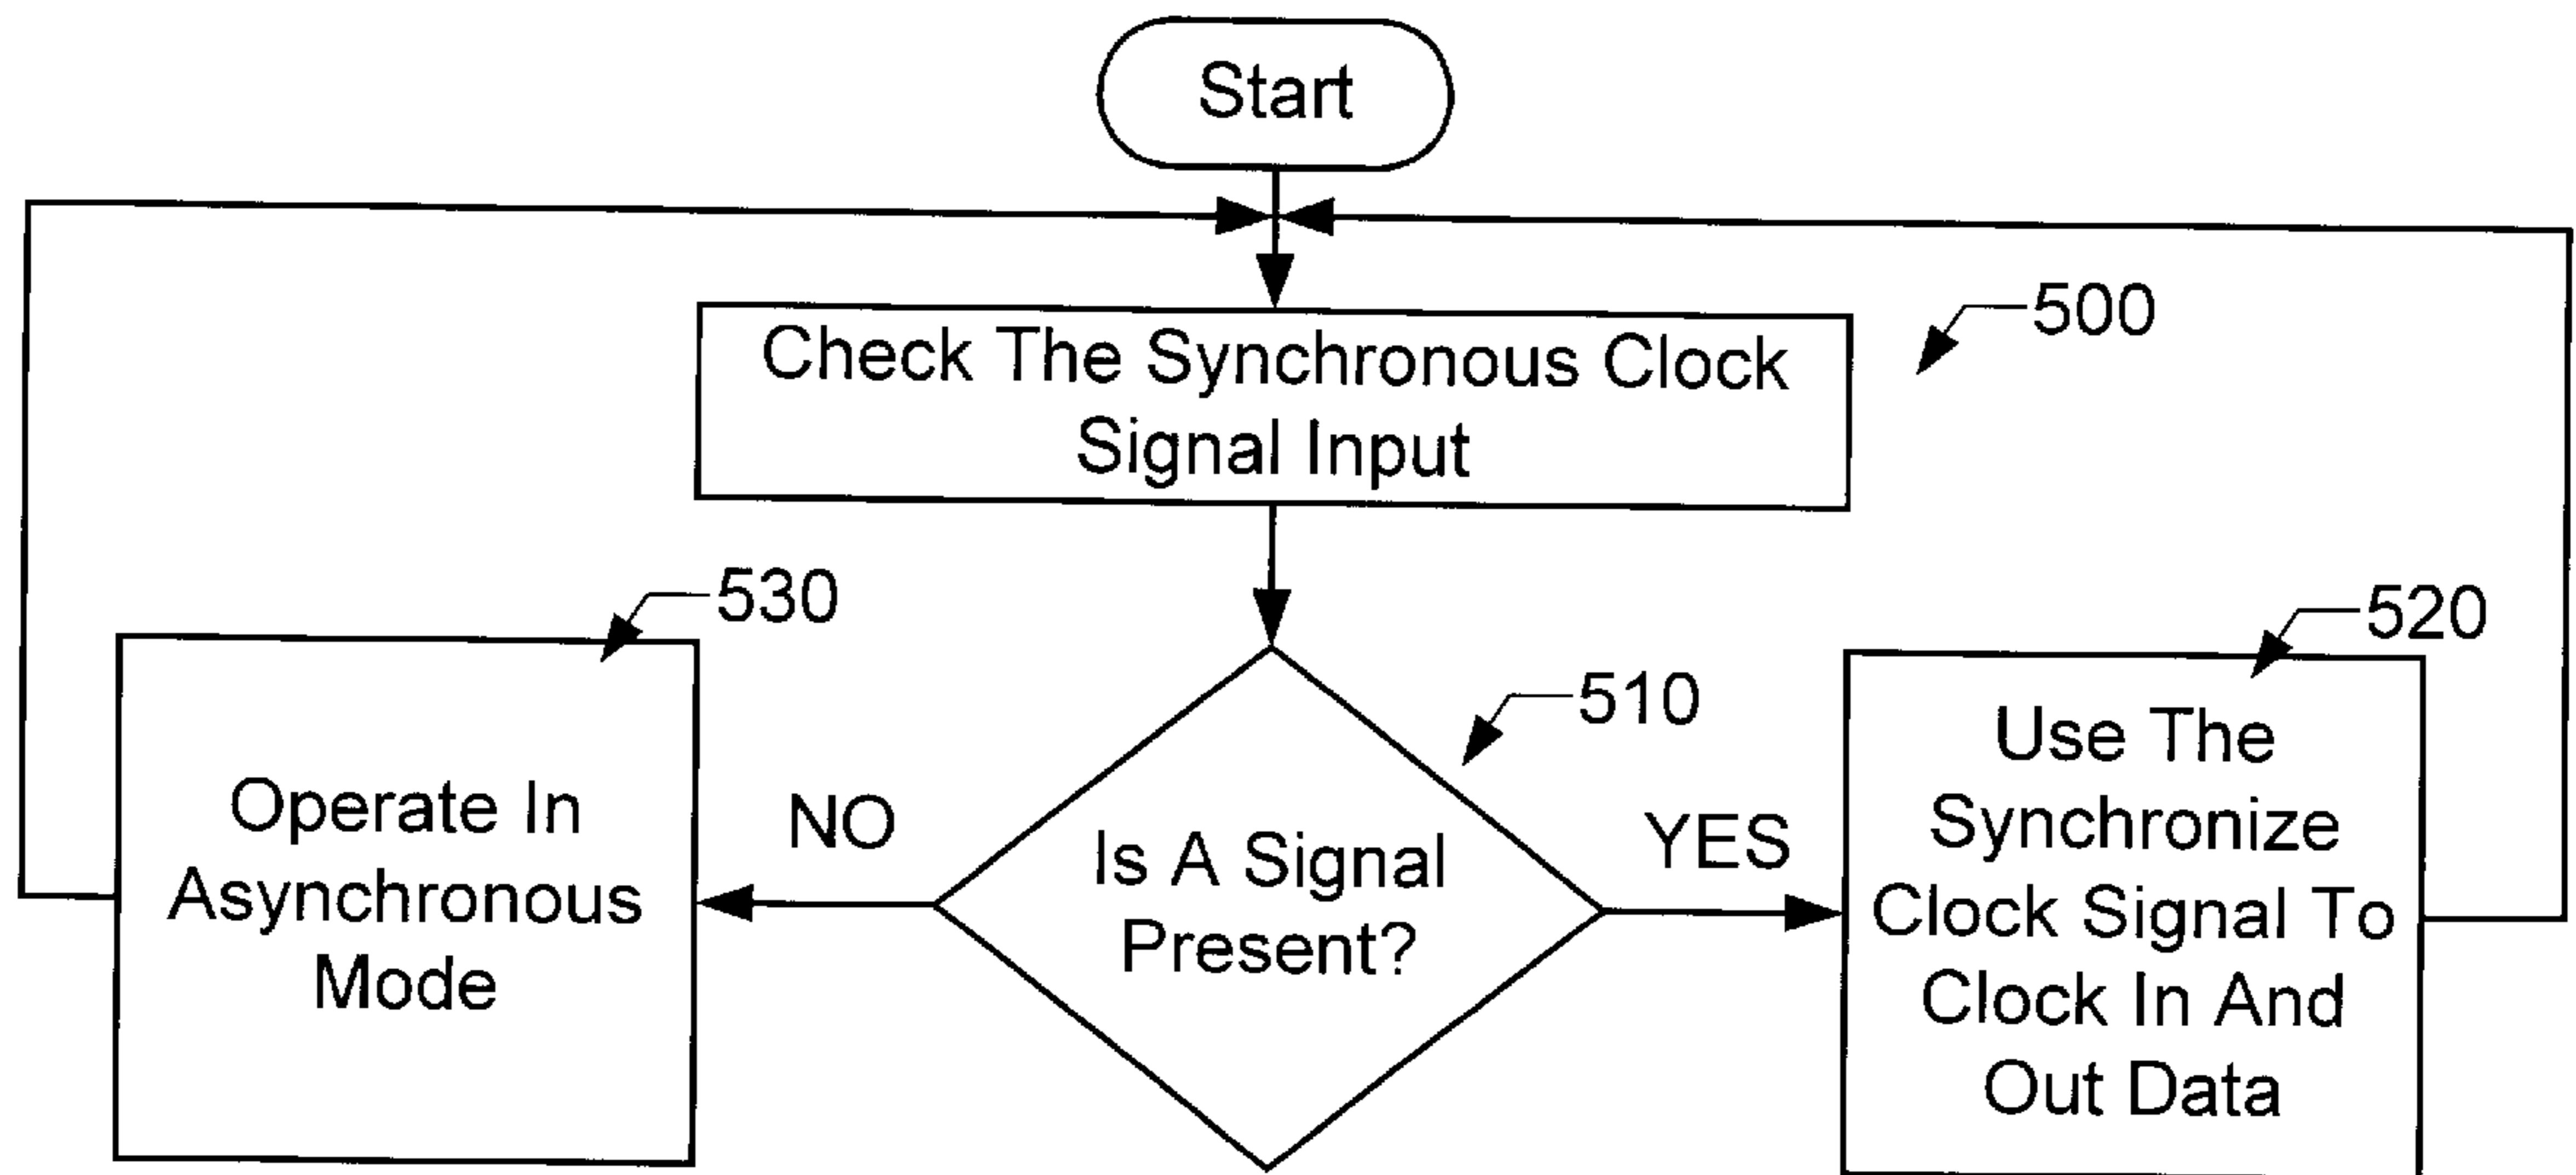 Start
500
Check The Synchronous Clock
Signal Input
530
520
510
Operate In
Asynchronous
Mode
NO
Is A Signal
Present?
YES
Use The
Synchronize
Clock Signal To
Clock In And
Out Data